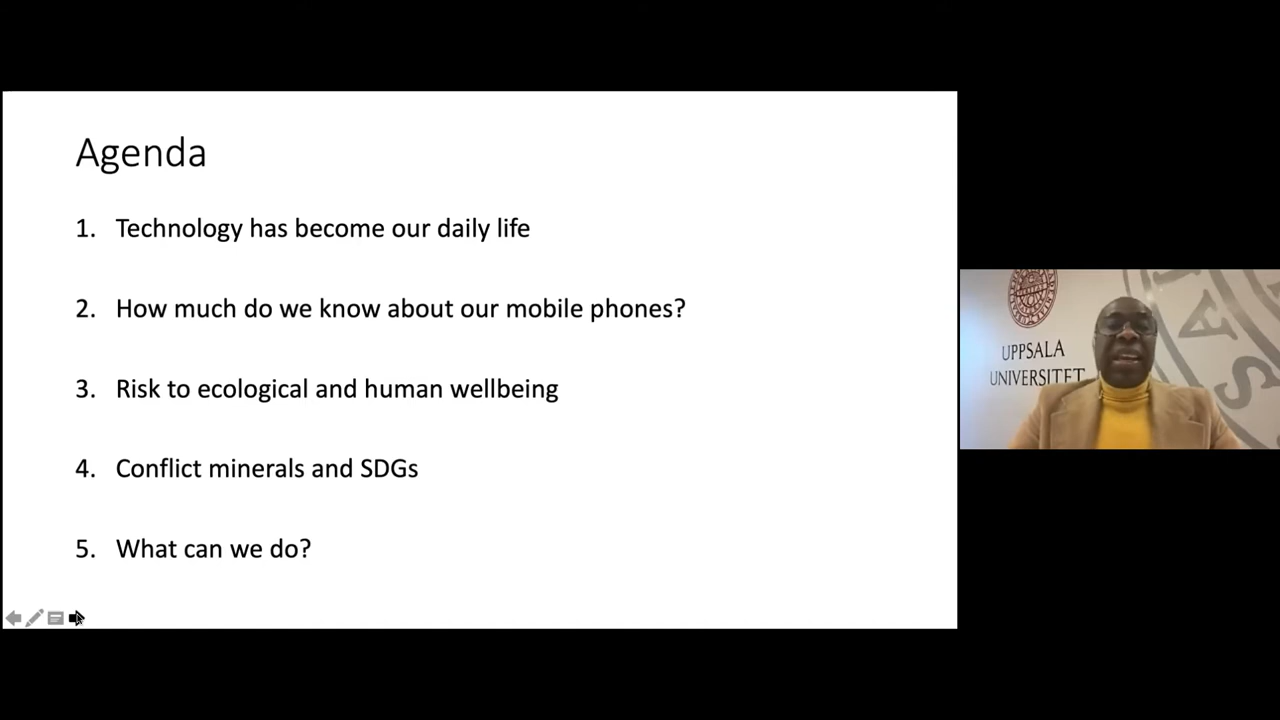 Agenda
1. Technology has become our daily life
2. How much do we know about our mobile phones?
3. Risk to ecological and human wellbeing
4. Conflict minerals and SDGs
5. What can we do?
UPPSALA
UNIVERSITET